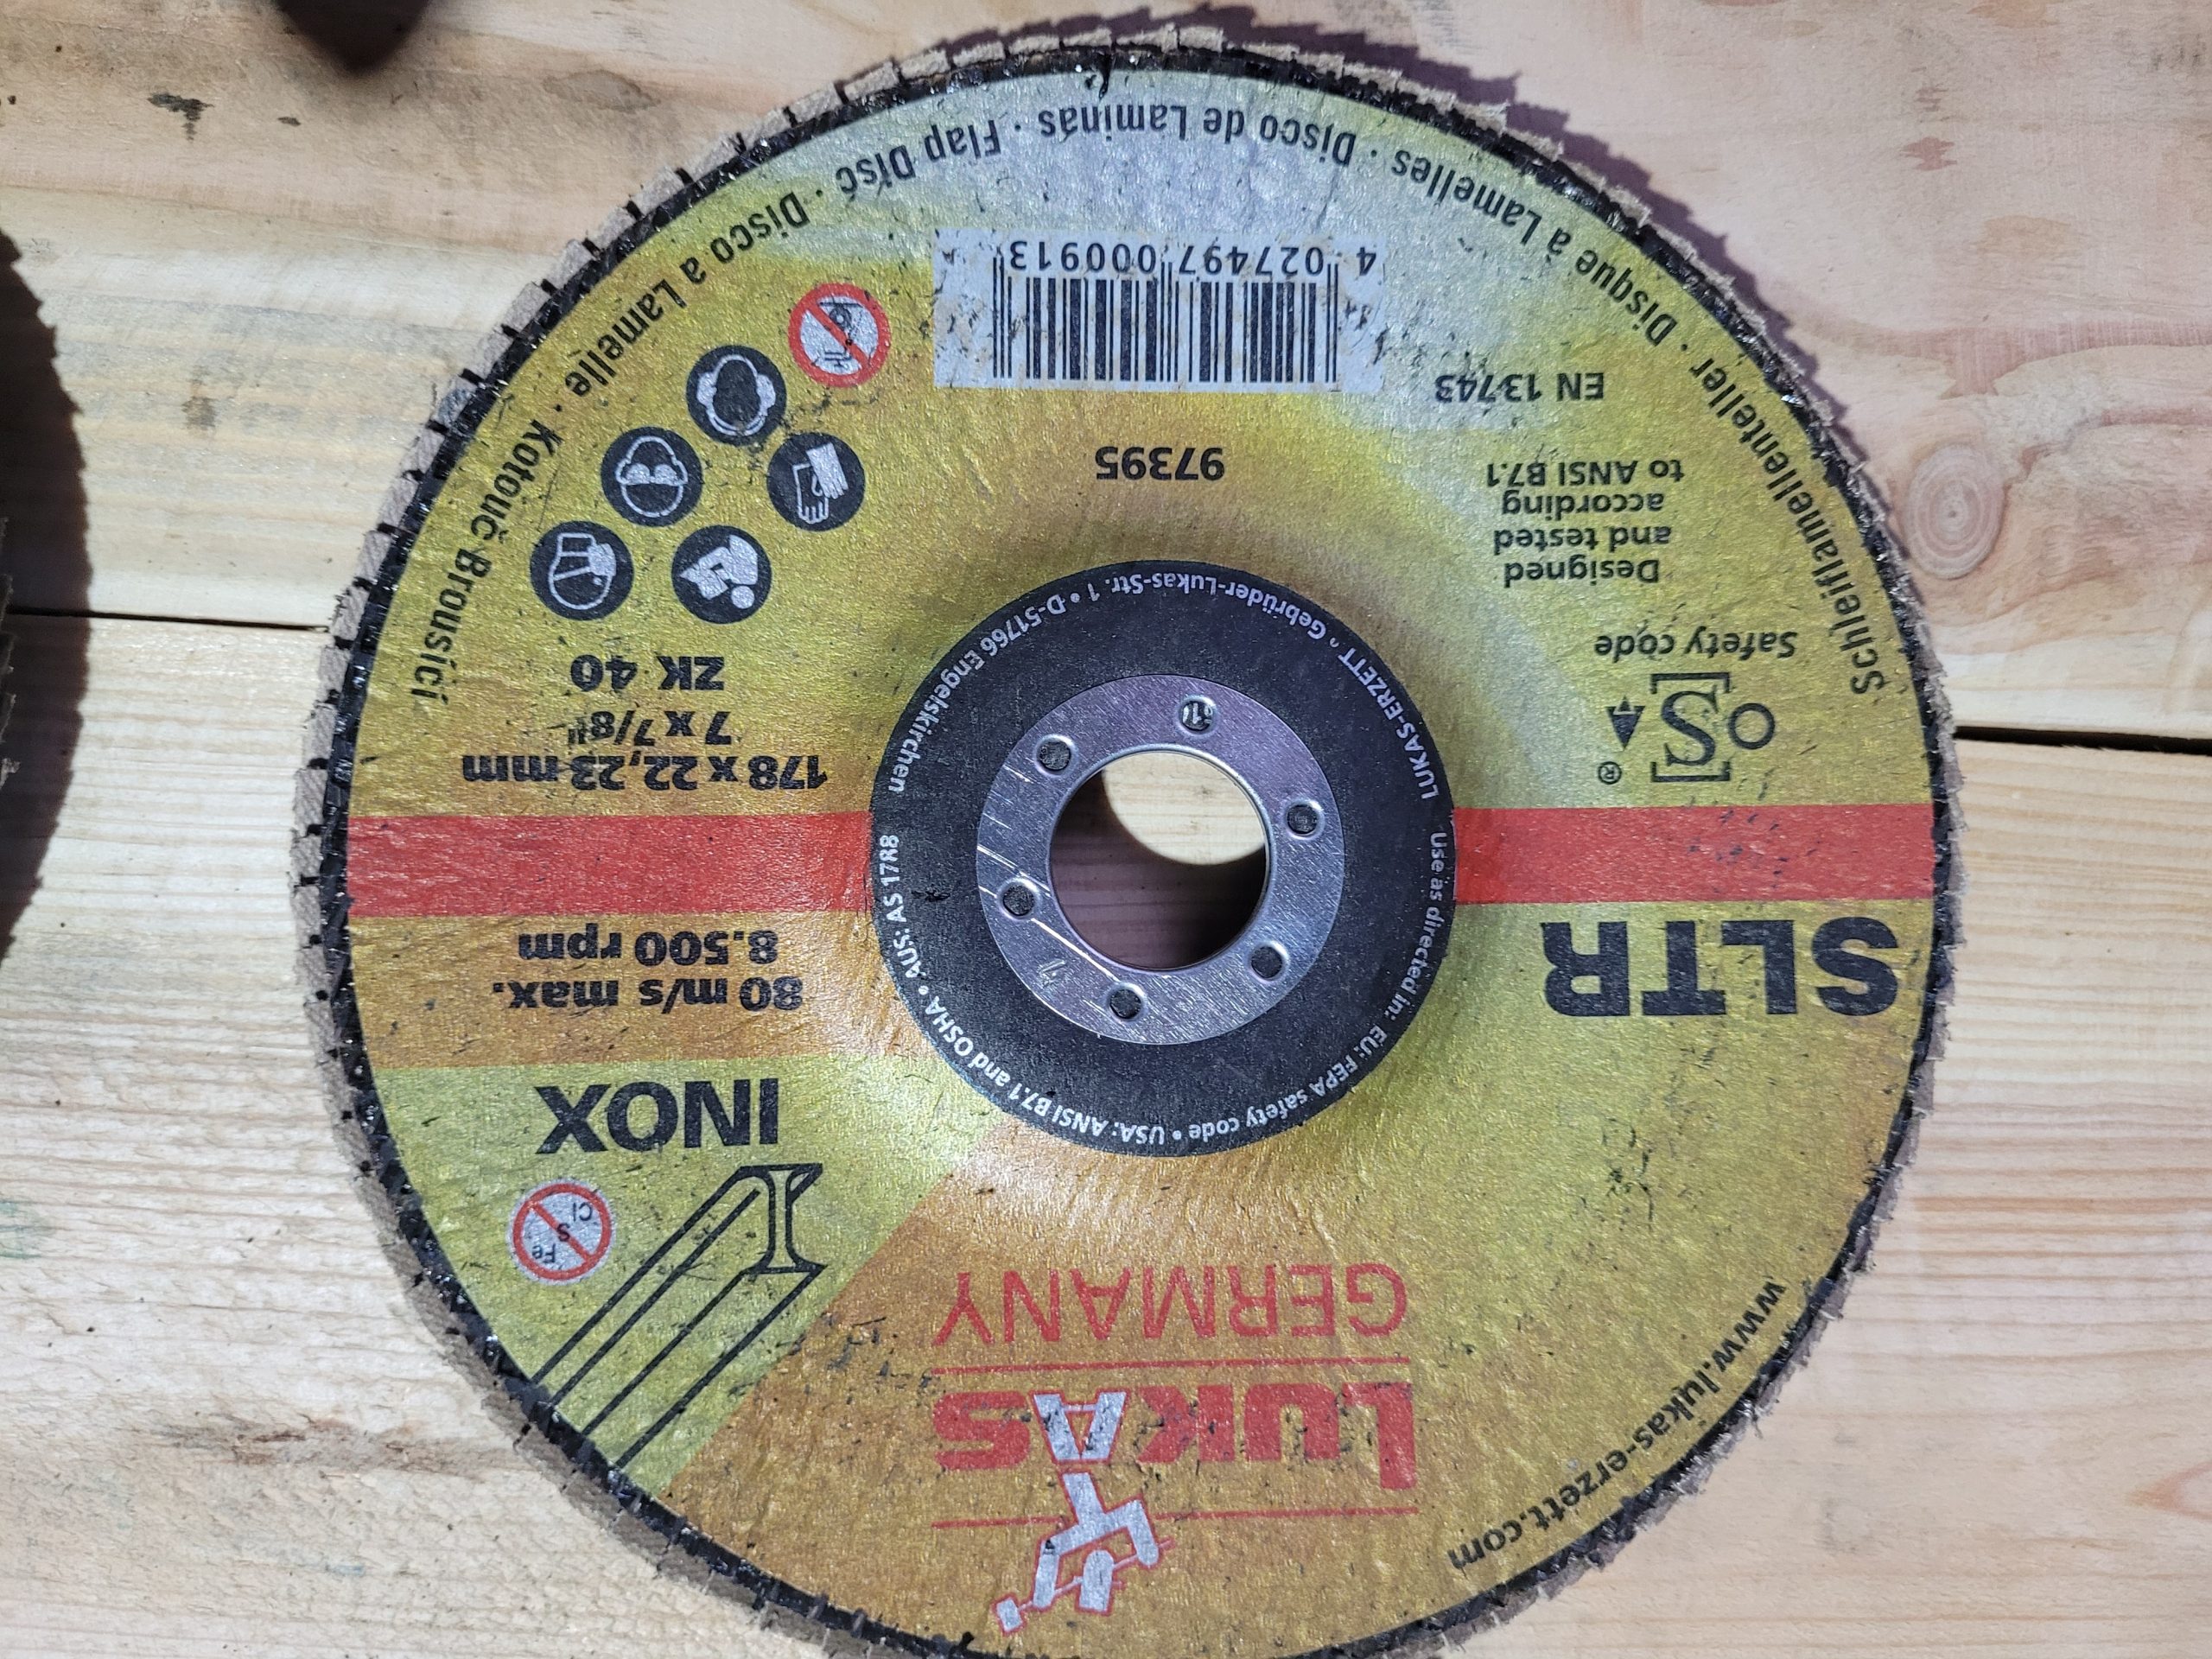 LUKAS
GERMANY
www.lukas-erzett.com
SLTR
INOX
Fe
S
Cl
80 m/s max.
8.500 rpm
178 x 22,23 mm
7 x 7/8"
ZK 40
oSa
®
Safety code
Designed
and tested
according
to ANSI B7.1
EN 13743
97395
4 027497 000913
Schleiflamellenteller · Disque à Lamelles · Disco de Laminas · Flap Disc · Disco a Lamelle · Kotouč Brousící
LUKAS-ERZETT • Gebrüder-Lukas-Str. 1 • D-51766 Engelskirchen
Use as directed in: EU: FEPA safety code • USA: ANSI B7.1 and OSHA • AUS: AS 1788